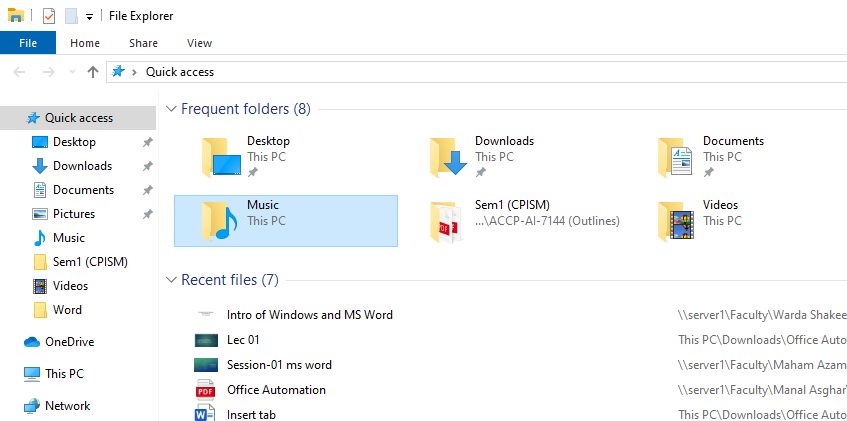 File Explorer
File Home Share View
Quick access
Quick access
Desktop
Downloads
Documents
Pictures
Music
Sem1 (CPISM)
Videos
Word
OneDrive
This PC
Network
Frequent folders (8)
Desktop
This PC
Downloads
This PC
Documents
This PC
Music
This PC
Sem1 (CPISM)
...\ACCP-AI-7144 (Outlines)
Videos
This PC
Recent files (7)
Intro of Windows and MS Word \\server1\Faculty\Warda Shakee
Lec 01 This PC\Downloads\Office Auto
Session-01 ms word \\server1\Faculty\Maham Azam
PDF Office Automation \\server1\Faculty\Manal Asghar\
Insert tab This PC\Downloads\Office Auto